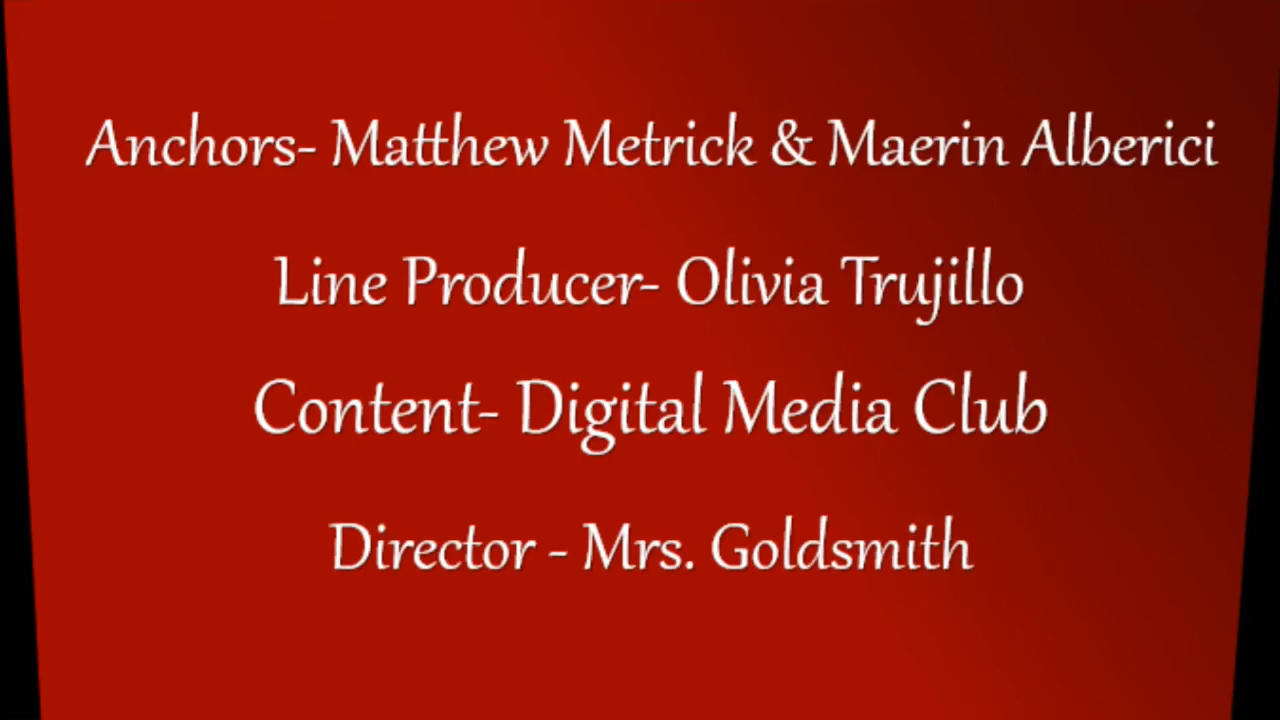 Anchors- Matthew Metrick & Maerin Alberici
Line Producer- Olivia Trujillo
Content- Digital Media Club
Director - Mrs. Goldsmith